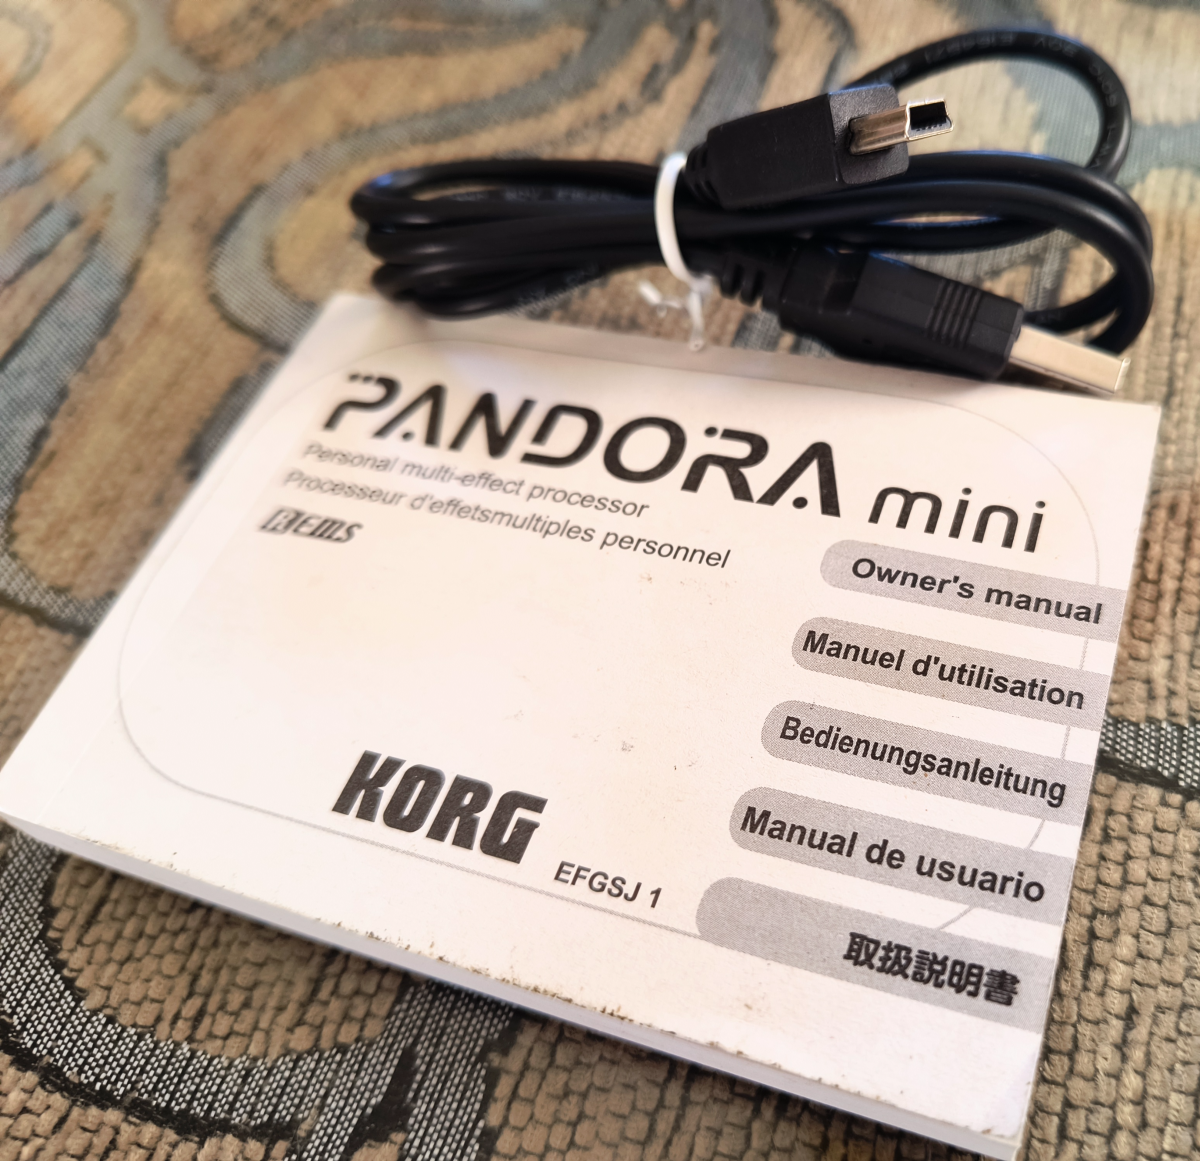 PANDORA mini
Personal multi-effect processor
Processeur d'effetsmultiples personnel
REMS
Owner's manual
Manuel d'utilisation
Bedienungsanleitung
Manual de usuario
取扱説明書
KORG
EFGSJ 1